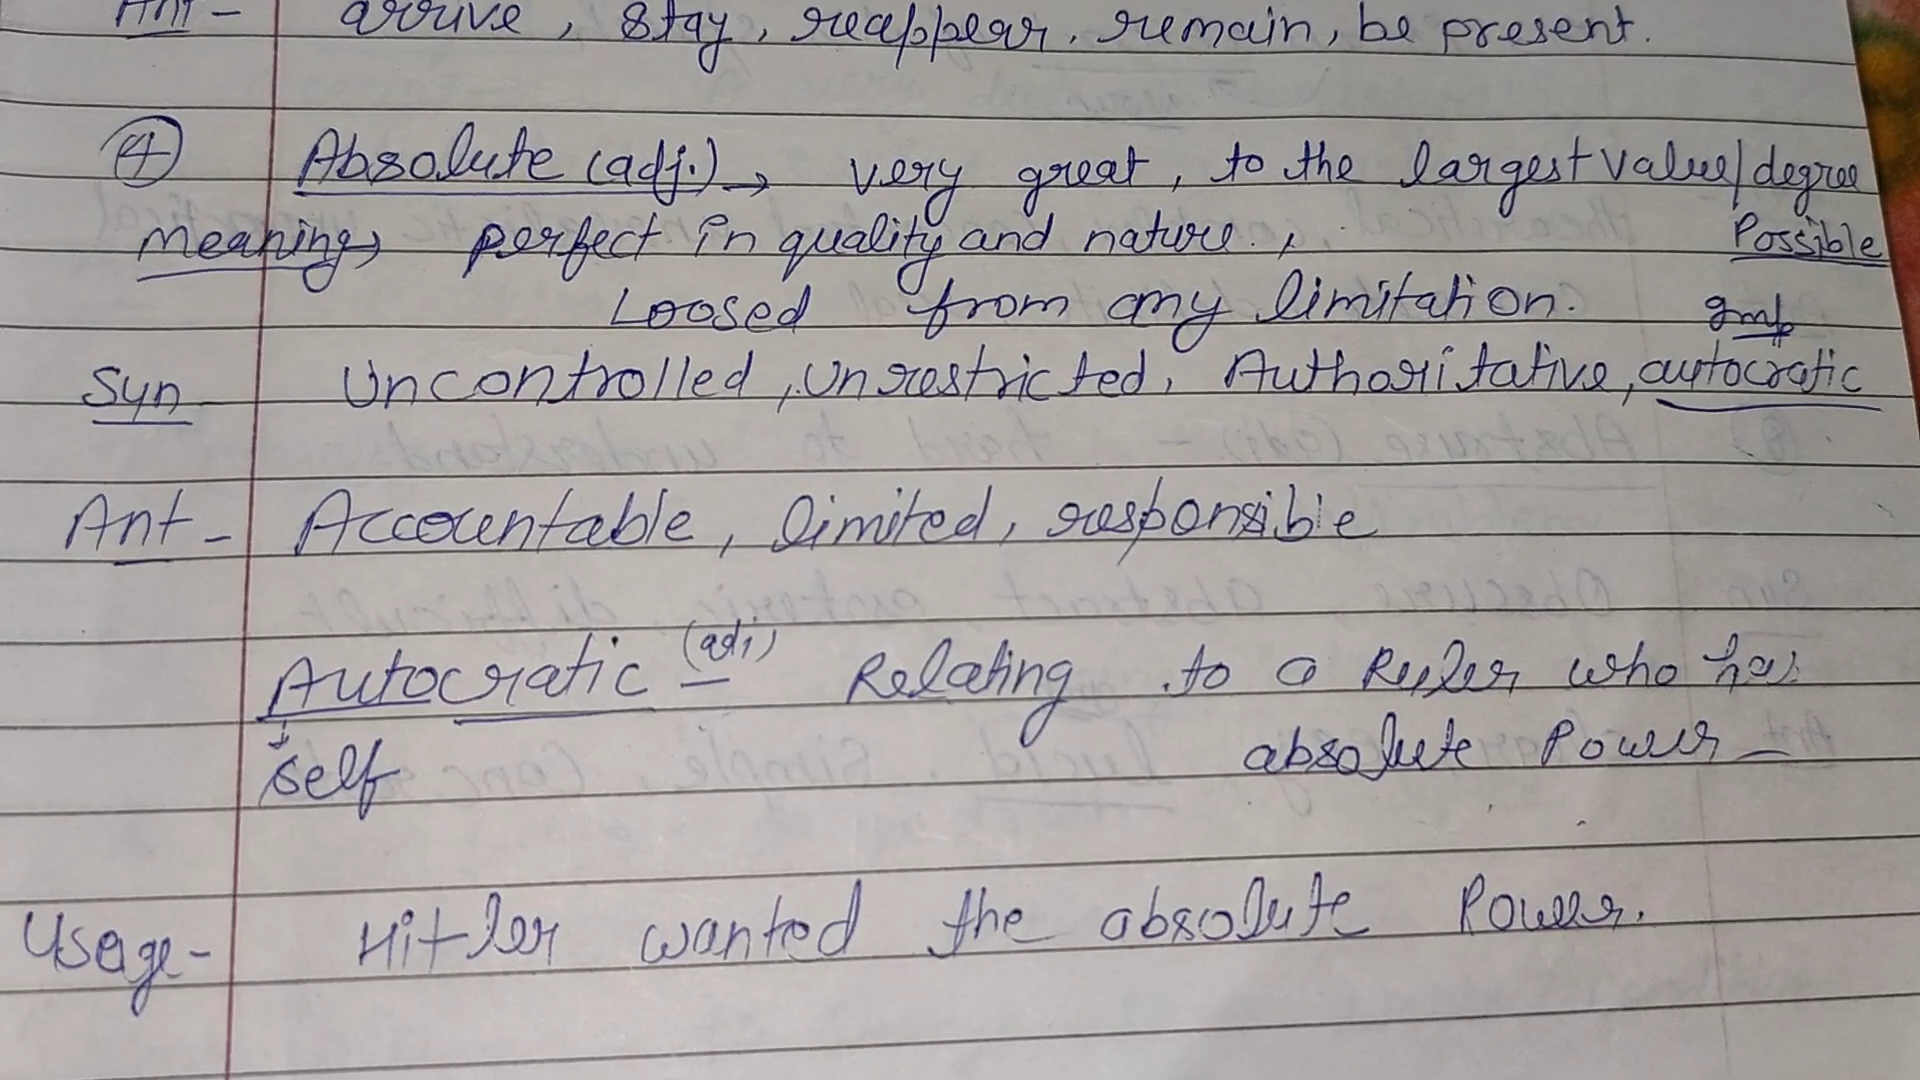 Ant - arrive, stay, reappear, remain, be present.
4 Absolute (adj.) → very great, to the largest value/degree
Meaning → perfect in quality and nature., Possible
Loosed from any limitation. Imp
Syn Uncontrolled, Unrestricted, Authoritative, autocratic
Ant - Accountable, limited, responsible
Autocratic (adj) - Relating to a Ruler who has
self absolute Power -
Usage - Hitler wanted the absolute Power.